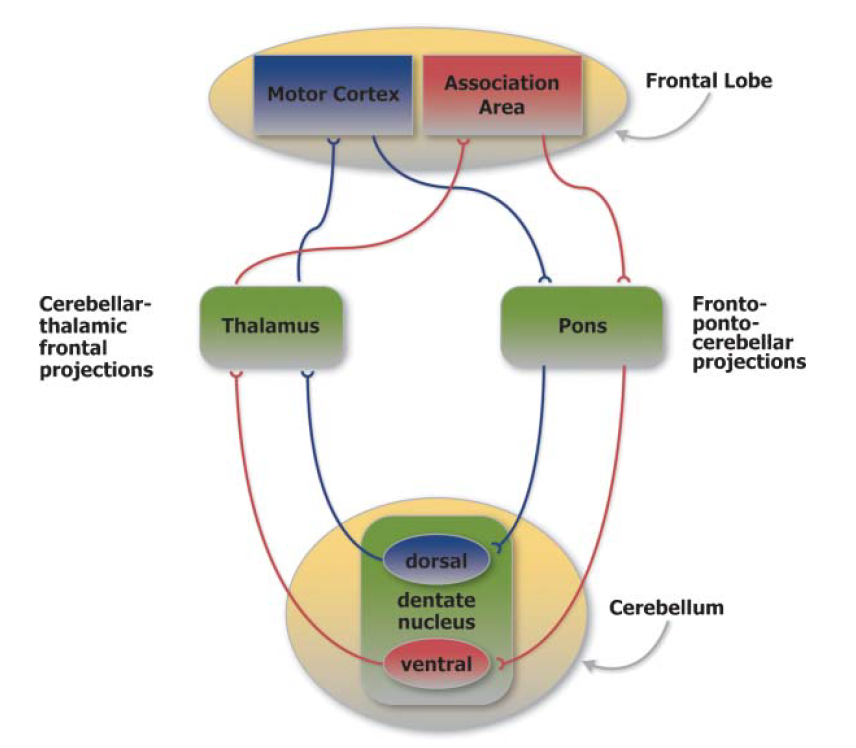 Motor Cortex
Association
Area
Frontal Lobe
Cerebellar-
thalamic
frontal
projections
Thalamus
Pons
Fronto-
ponto-
cerebellar
projections
dorsal
dentate
nucleus
ventral
Cerebellum